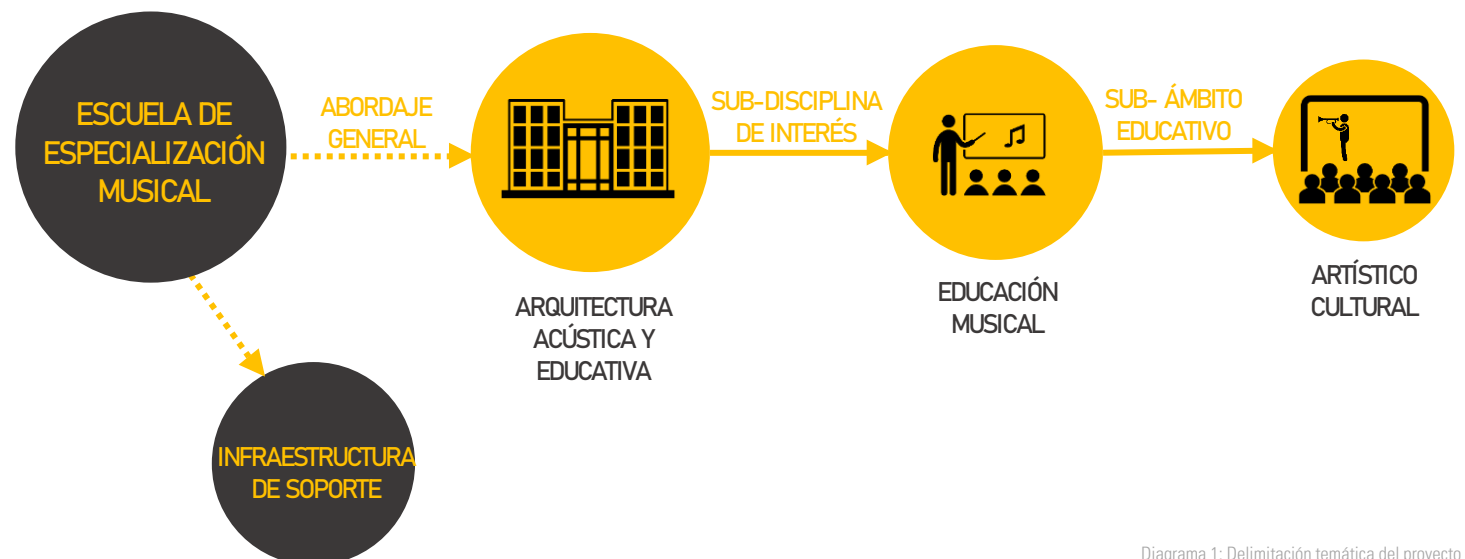 ESCUELA DE
ESPECIALIZACIÓN
MUSICAL
ABORDAJE
GENERAL
ARQUITECTURA
ACÚSTICA Y
EDUCATIVA
SUB-DISCIPLINA
DE INTERÉS
EDUCACIÓN
MUSICAL
SUB- ÁMBITO
EDUCATIVO
ARTÍSTICO
CULTURAL
INFRAESTRUCTURA
DE SOPORTE
Diagrama 1: Delimitación temática del proyecto